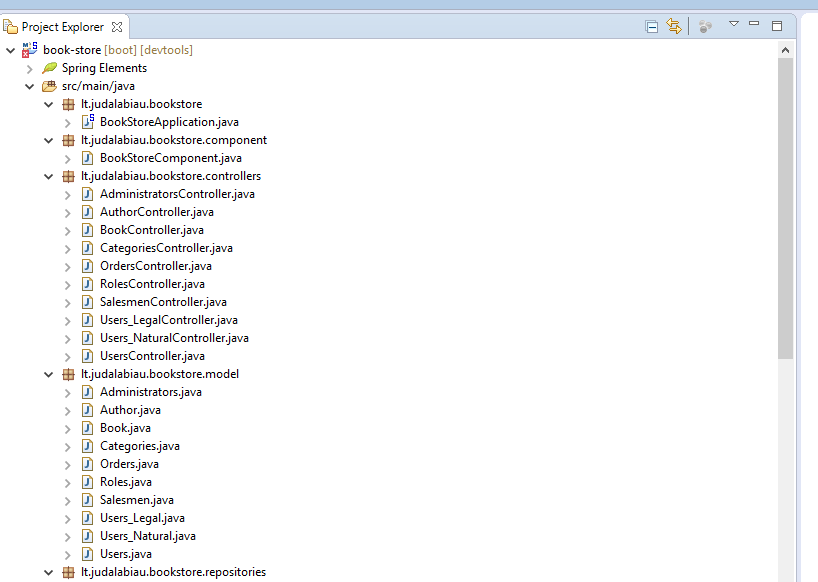 Project Explorer
book-store [boot] [devtools]
Spring Elements
src/main/java
lt.judalabiau.bookstore
BookStoreApplication.java
lt.judalabiau.bookstore.component
BookStoreComponent.java
lt.judalabiau.bookstore.controllers
AdministratorsController.java
AuthorController.java
BookController.java
CategoriesController.java
OrdersController.java
RolesController.java
SalesmenController.java
Users_LegalController.java
Users_NaturalController.java
UsersController.java
lt.judalabiau.bookstore.model
Administrators.java
Author.java
Book.java
Categories.java
Orders.java
Roles.java
Salesmen.java
Users_Legal.java
Users_Natural.java
Users.java
lt.judalabiau.bookstore.repositories